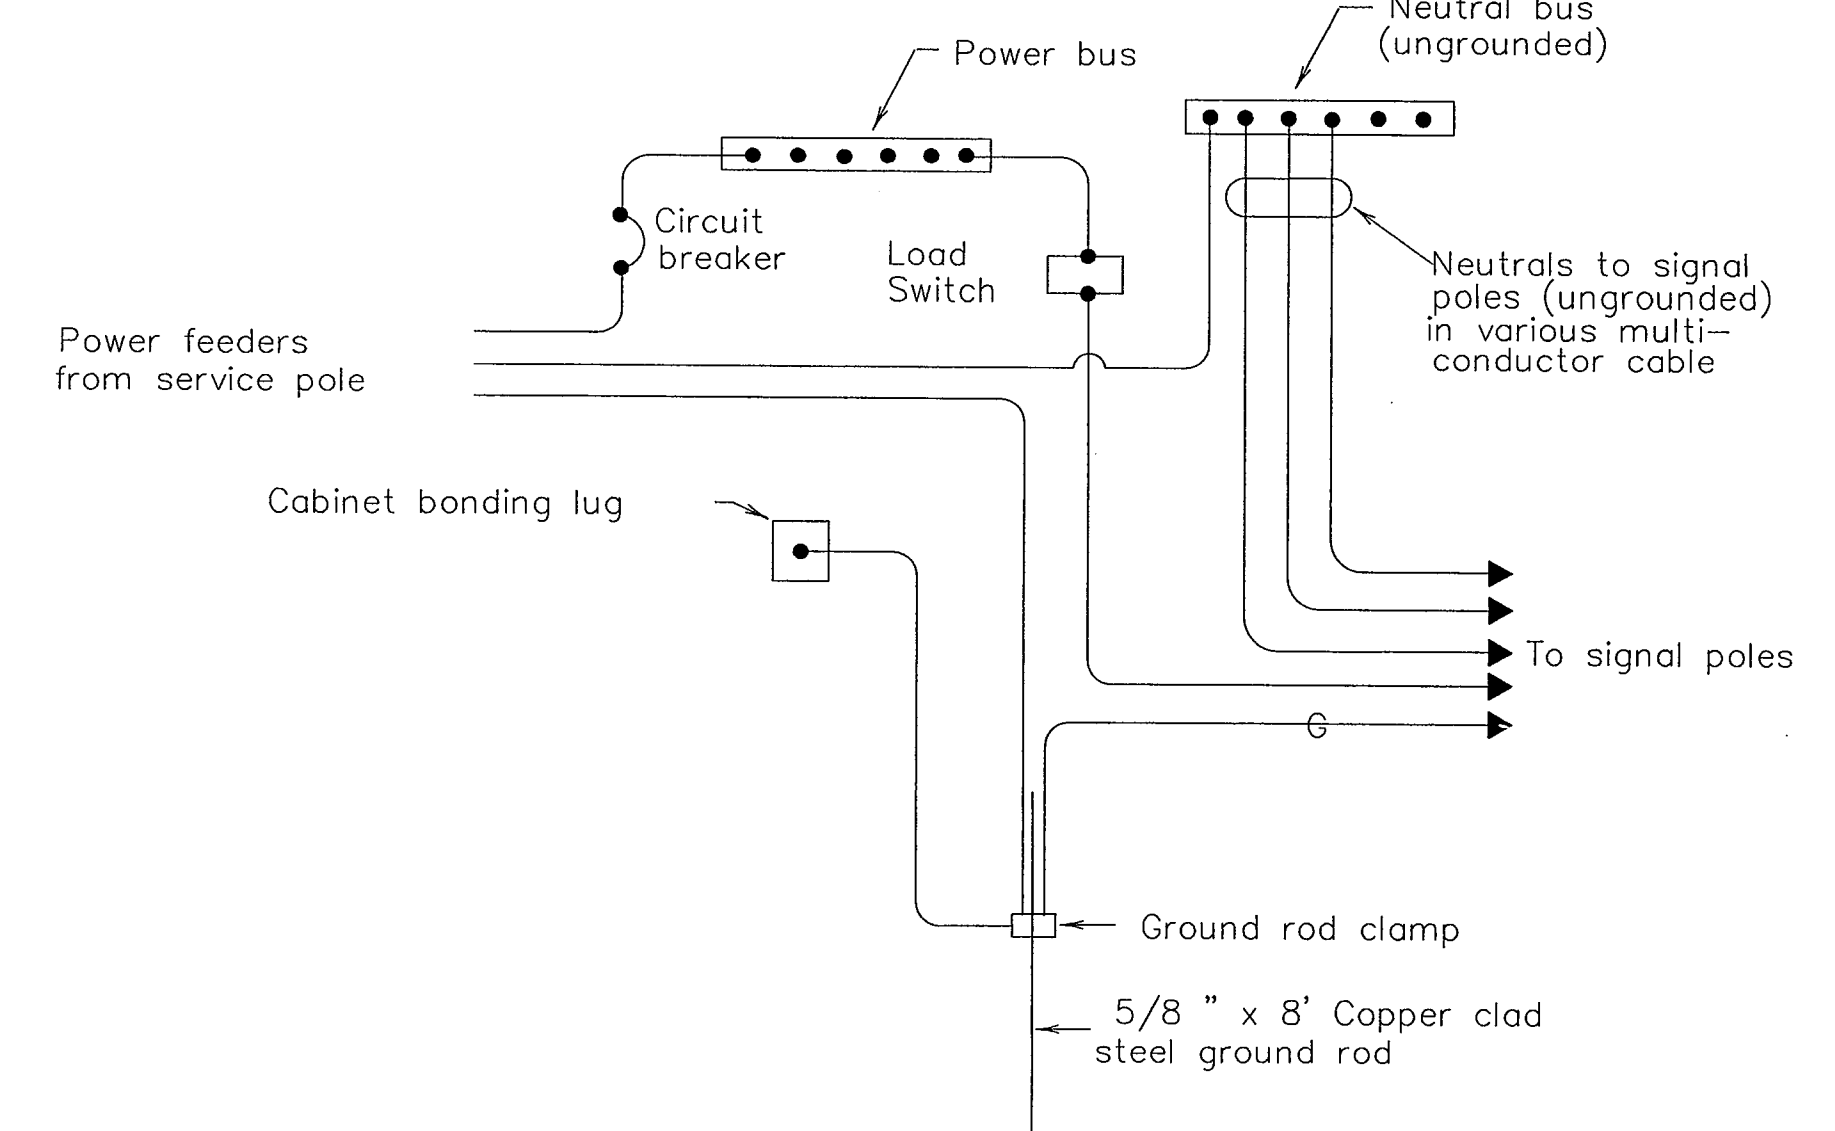 Neutral bus
(ungrounded)
Power bus
Circuit
breaker
Load
Switch
Neutrals to signal
poles (ungrounded)
in various multi-
conductor cable
Power feeders
from service pole
Cabinet bonding lug
To signal poles
G
Ground rod clamp
5/8 " x 8' Copper clad
steel ground rod